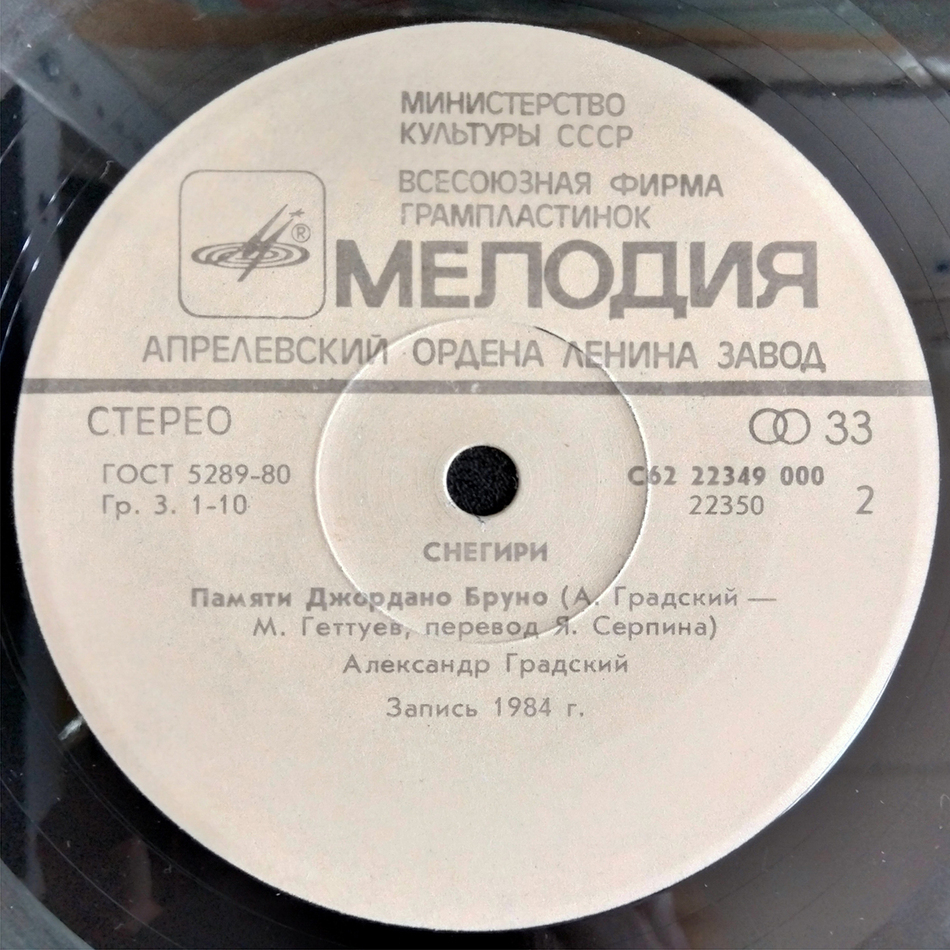 МИНИСТЕРСТВО
КУЛЬТУРЫ СССР
ВСЕСОЮЗНАЯ ФИРМА
ГРАМПЛАСТИНОК
®
МЕЛОДИЯ
АПРЕЛЕВСКИЙ ОРДЕНА ЛЕНИНА ЗАВОД
СТЕРЕО 33
ГОСТ 5289-80 С62 22349 000
Гр. 3. 1-10 22350 2
СНЕГИРИ
Памяти Джордано Бруно (А. Градский —
М. Геттуев, перевод Я. Серпина)
Александр Градский
Запись 1984 г.